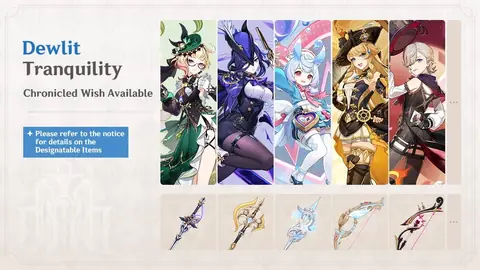 Dewlit
Tranquility
Chronicled Wish Available
Please refer to the notice
for details on the
Designatable Items